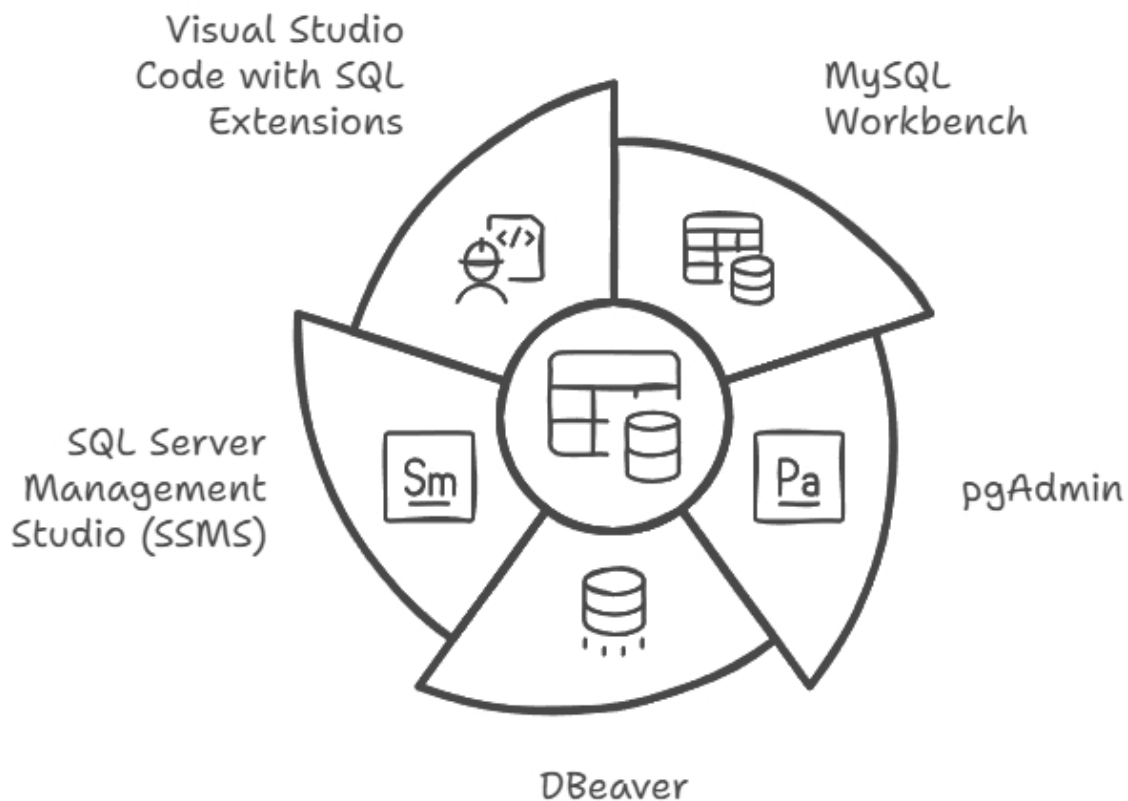 Visual Studio
Code with SQL
Extensions
MySQL
Workbench
</>
SQL Server
Management
Studio (SSMS)
Sm
Pa
pgAdmin
DBeaver